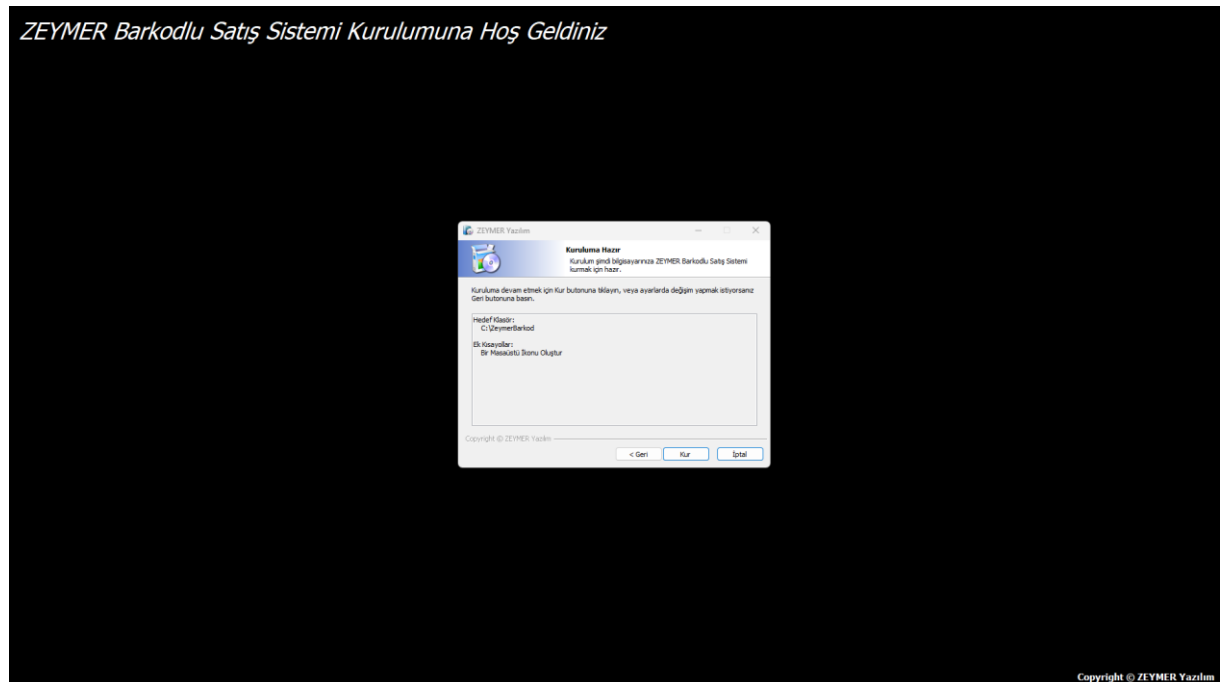 ZEYMER Barkodlu Satış Sistemi Kurulumuna Hoş Geldiniz
ZEYMER Yazılım
Kuruluma Hazır
Kurulum şimdi bilgisayarınıza ZEYMER Barkodlu Satış Sistemi
kurmak için hazır.
Kuruluma devam etmek için Kur butonuna tıklayın, veya ayarlarda değişim yapmak istiyorsanız
Geri butonuna basın.
Hedef Klasör:
C:\ZeymerBarkod
Ek Kısayollar:
Bir Masaüstü İkonu Oluştur
Copyright © ZEYMER Yazılım
< Geri
Kur
İptal
Copyright © ZEYMER Yazılım